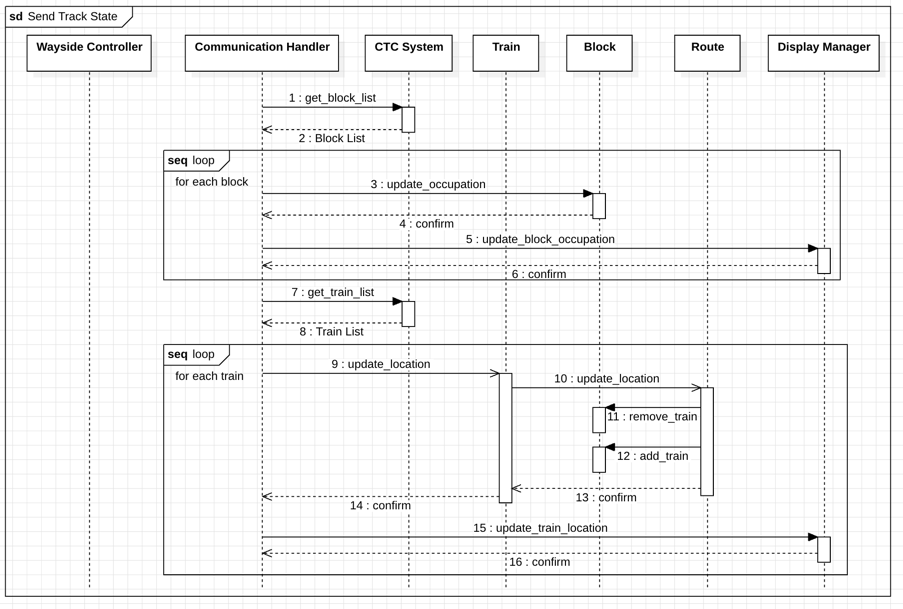 sd Send Track State
Wayside Controller
Communication Handler
CTC System
Train
Block
Route
Display Manager
1 : get_block_list
2 : Block List
seq loop
for each block
3 : update_occupation
4 : confirm
5 : update_block_occupation
6 : confirm
7 : get_train_list
8 : Train List
seq loop
for each train
9 : update_location
10 : update_location
11 : remove_train
12 : add_train
13 : confirm
14 : confirm
15 : update_train_location
16 : confirm